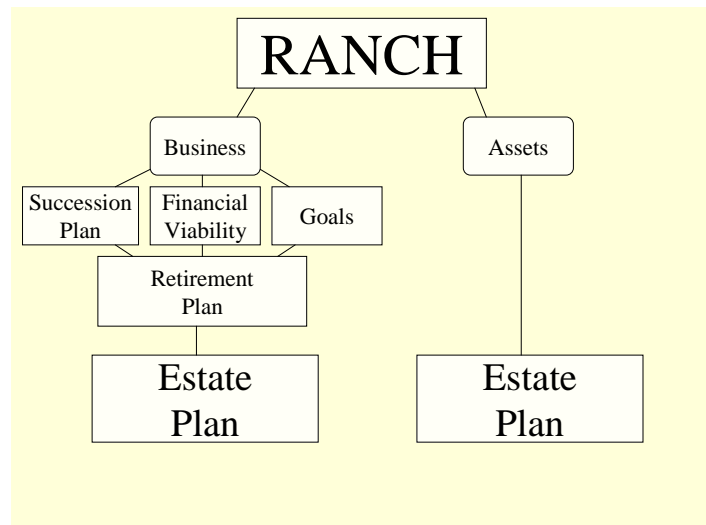 RANCH
Business
Assets
Succession
Plan
Financial
Viability
Goals
Retirement
Plan
Estate
Plan
Estate
Plan